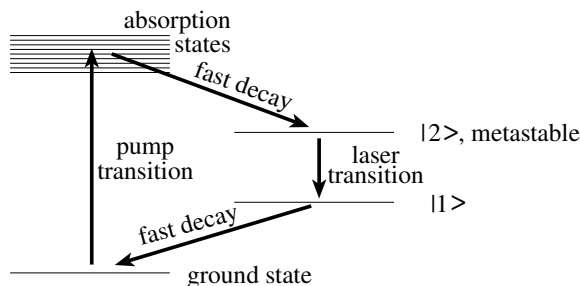 absorption
states
fast decay
|2>, metastable
pump
transition
laser
transition
|1>
fast decay
ground state